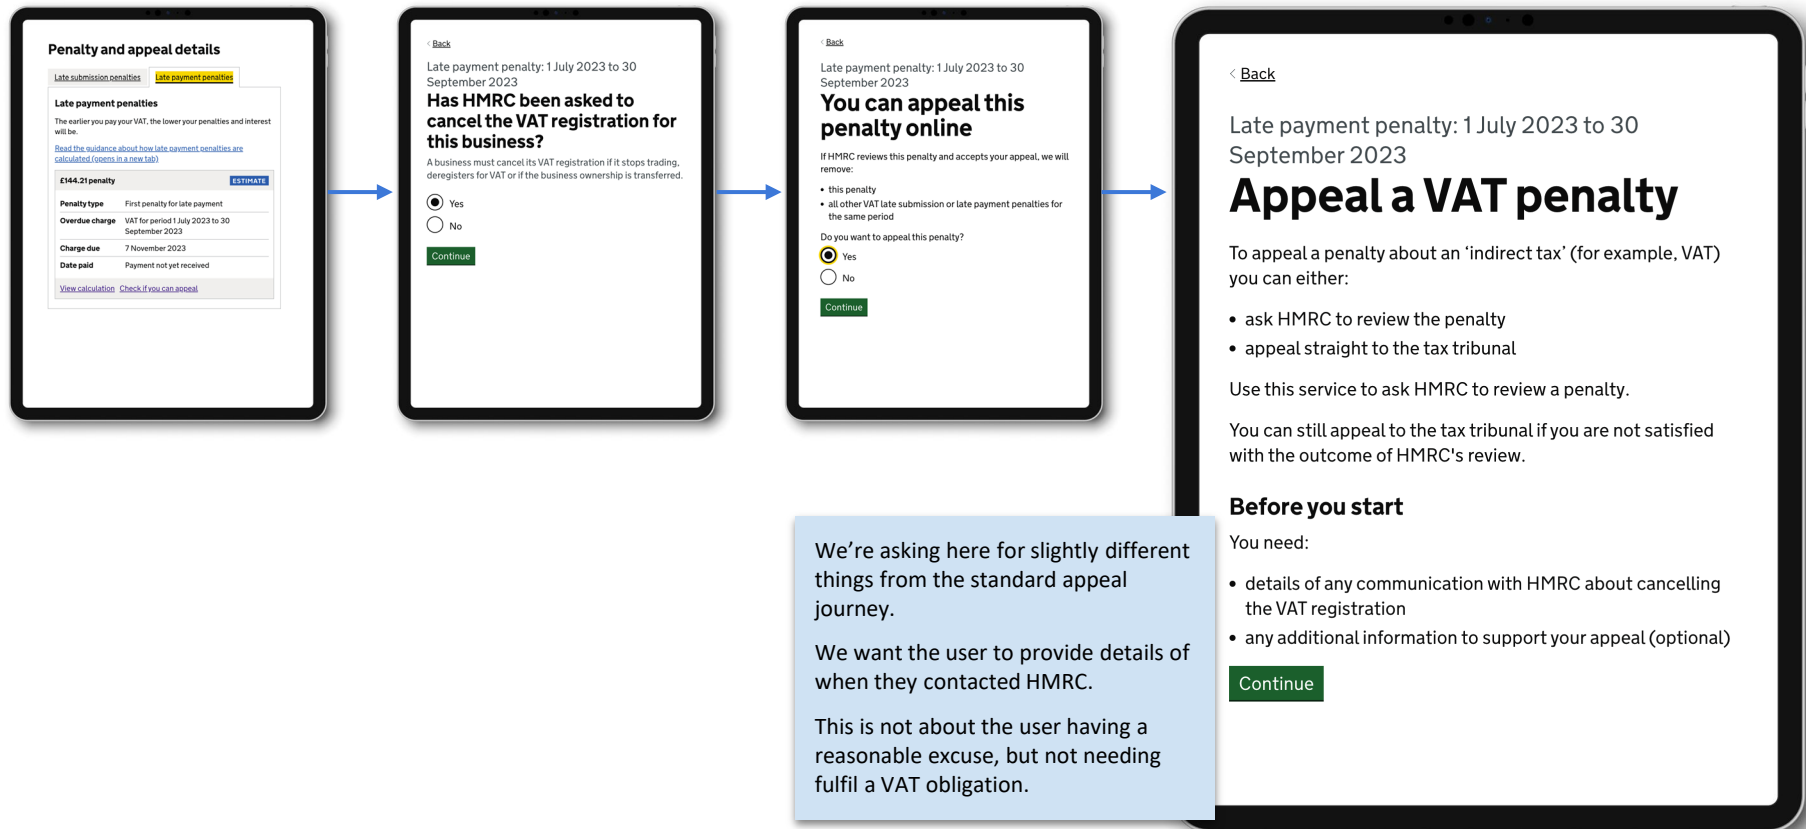 Penalty and appeal details
Late submission penalties Late payment penalties
Late payment penalties
The earlier you pay your VAT, the lower your penalties and interest
will be.
Read the guidance about how late payment penalties are
calculated (opens in a new tab)
£144.21 penalty ESTIMATE
Penalty type First penalty for late payment
Overdue charge VAT for period 1 July 2023 to 30
September 2023
Charge due 7 November 2023
Date paid Payment not yet received
View calculation Check if you can appeal
< Back
Late payment penalty: 1 July 2023 to 30
September 2023
Has HMRC been asked to
cancel the VAT registration for
this business?
A business must cancel its VAT registration if it stops trading,
deregisters for VAT or if the business ownership is transferred.
Yes
No
Continue
< Back
Late payment penalty: 1 July 2023 to 30
September 2023
You can appeal this
penalty online
If HMRC reviews this penalty and accepts your appeal, we will
remove:
• this penalty
• all other VAT late submission or late payment penalties for
the same period
Do you want to appeal this penalty?
Yes
No
Continue
< Back
Late payment penalty: 1 July 2023 to 30
September 2023
Appeal a VAT penalty
To appeal a penalty about an ‘indirect tax’ (for example, VAT)
you can either:
• ask HMRC to review the penalty
• appeal straight to the tax tribunal
Use this service to ask HMRC to review a penalty.
You can still appeal to the tax tribunal if you are not satisfied
with the outcome of HMRC's review.
Before you start
You need:
• details of any communication with HMRC about cancelling
the VAT registration
• any additional information to support your appeal (optional)
Continue
We’re asking here for slightly different
things from the standard appeal
journey.
We want the user to provide details of
when they contacted HMRC.
This is not about the user having a
reasonable excuse, but not needing
fulfil a VAT obligation.